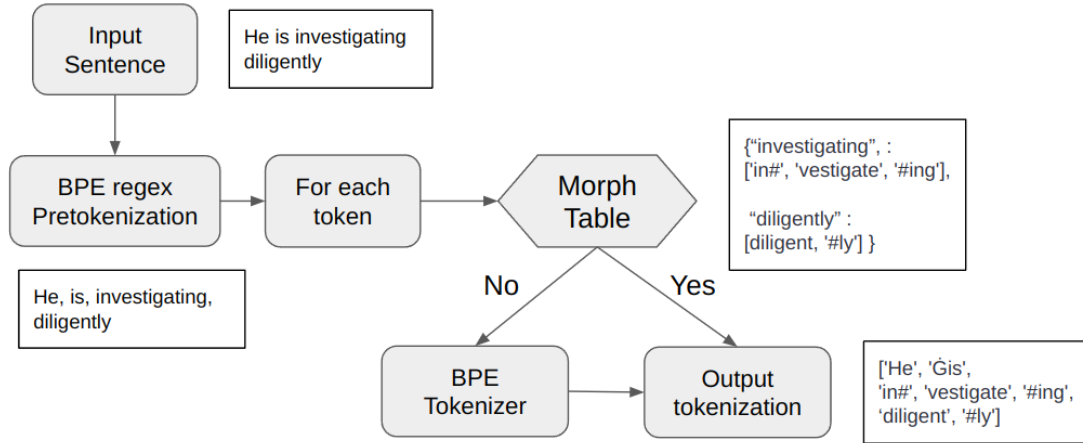 Input
Sentence
He is investigating
diligently
BPE regex
Pretokenization
For each
token
Morph
Table
{“investigating”, :
['in#', 'vestigate', '#ing'],
“diligently” :
[diligent, '#ly'] }
He, is, investigating,
diligently
No
Yes
BPE
Tokenizer
Output
tokenization
['He', 'Ġis',
'in#', 'vestigate', '#ing',
‘diligent’, '#ly']